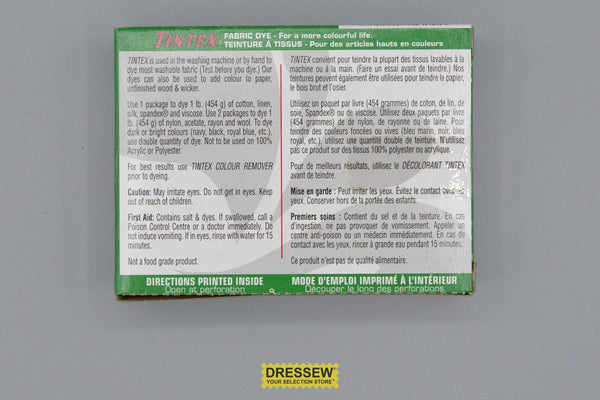 TINTEX FABRIC DYE - For a more colourful life.
TEINTURE À TISSUS - Pour des articles hauts en couleurs
TINTEX is used in the washing machine or by hand to
dye most washable fabric (Test before you dye.) Our
dyes can also be used to add colour to paper,
unfinished wood & wicker.
Use 1 package to dye 1 lb. (454 g) of cotton, linen,
silk, spandex® and viscose. Use 2 packages to dye 1
lb. (454 g) of nylon, acetate, rayon and wool. To dye
dark or bright colours (navy, black, royal blue, etc.),
use double quantity of dye. Not to be used on 100%
Acrylic or Polyester.
For best results use TINTEX COLOUR REMOVER
prior to dyeing.
Caution: May irritate eyes. Do not get in eyes. Keep
out of reach of children.
First Aid: Contains salt & dyes. If swallowed, call a
Poison Control Centre or a doctor immediately. Do
not induce vomiting. If in eyes, rinse with water for 15
minutes.
Not a food grade product.
TINTEX convient pour teindre la plupart des tissus lavables à la
machine ou à la main. (Faire un essai avant de teindre.) Nos
teintures peuvent également être utilisées pour teindre le papier,
le bois brut et l'osier.
Utilisez un paquet par livre (454 grammes) de coton, de lin, de
soie, Spandex® ou de viscose. Utilisez deux paquets par livre
(454 grammes) de nylon, de rayonne ou de laine. Pour
teindre des couleurs foncées ou vives (bleu marin, noir, bleu
royal, etc.), utilisez une quantité double de teinture. N'utilisez
pas ce produit sur des tissus 100% polyester ou acrylique.
Pour de meilleurs résultats, utilisez le DÉCOLORANT TINTEX
avant de teindre.
Mise en garde : Peut irriter les yeux. Évitez le contact avec les
yeux. Conserver hors de la portée des enfants.
Premiers soins : Contient du sel et de la teinture. En cas
d'ingestion, ne pas provoquer de vomissement. Appeler un
centre anti-poison ou un médecin immédiatement. En cas de
contact avec les yeux, rincer à grande eau pendant 15 minutes.
Ce produit n'est pas de qualité alimentaire.
DIRECTIONS PRINTED INSIDE
Open at perforation
MODE D'EMPLOI IMPRIMÉ À L'INTÉRIEUR
Découper le long des perforations
DRESSEW
YOUR SELECTION STORE